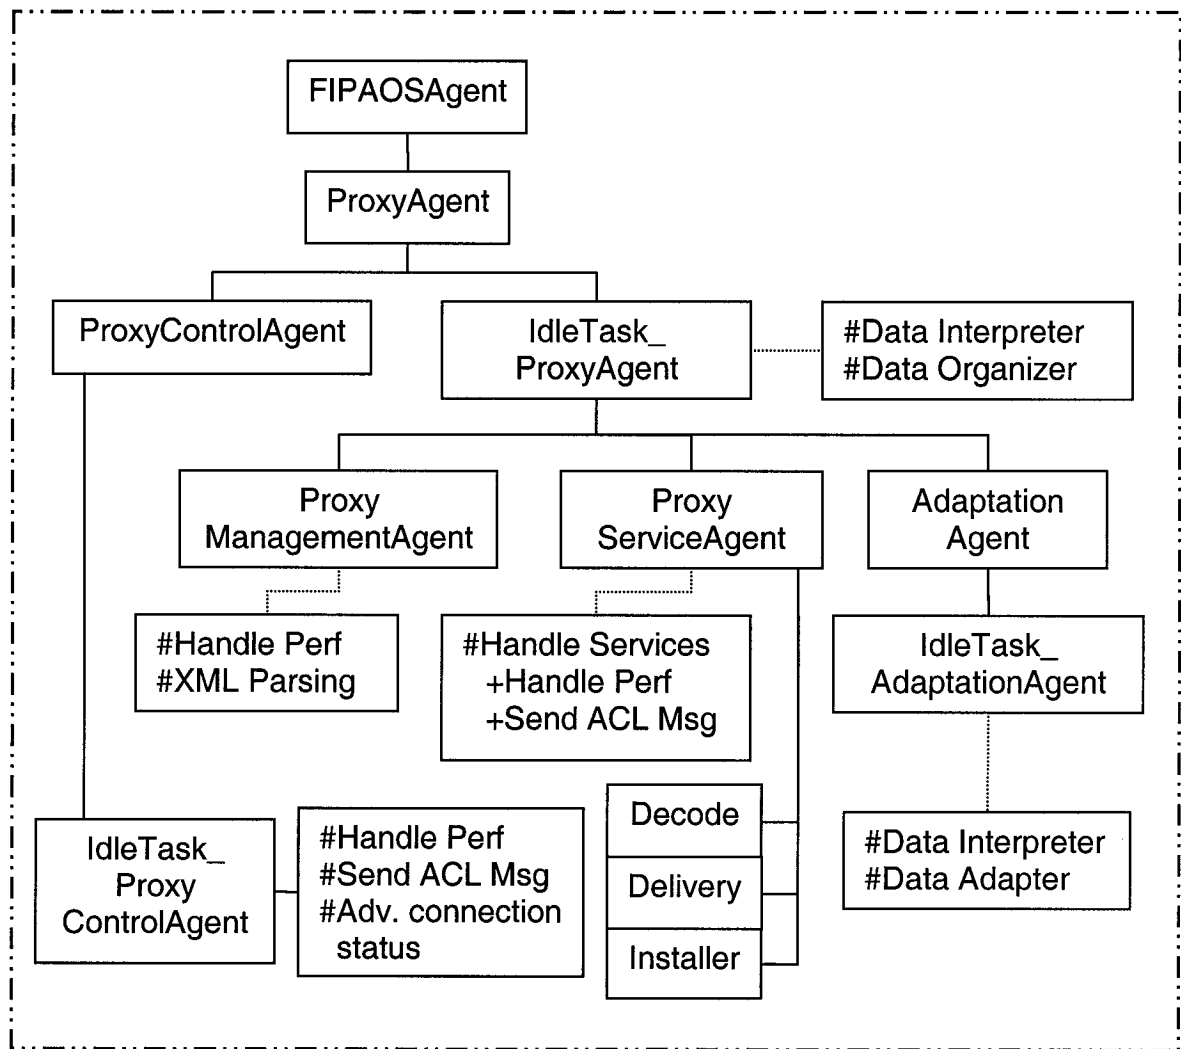 FIPAOSAgent
ProxyAgent
ProxyControlAgent
IdleTask_
ProxyAgent
#Data Interpreter
#Data Organizer
Proxy
ManagementAgent
Proxy
ServiceAgent
Adaptation
Agent
#Handle Perf
#XML Parsing
#Handle Services
+Handle Perf
+Send ACL Msg
IdleTask_
AdaptationAgent
IdleTask_
Proxy
ControlAgent
#Handle Perf
#Send ACL Msg
#Adv. connection
status
Decode
Delivery
Installer
#Data Interpreter
#Data Adapter